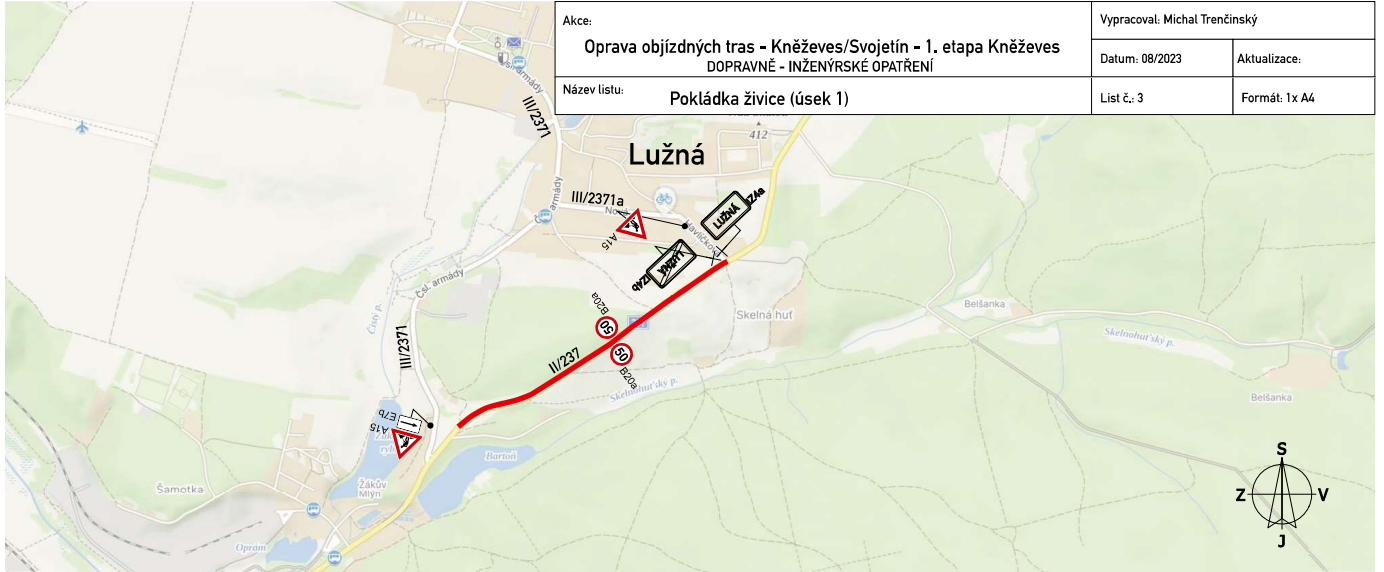 Akce:
Oprava objízdných tras - Kněževes/Svojetín - 1. etapa Kněževes
DOPRAVNĚ - INŽENÝRSKÉ OPATŘENÍ
Název listu:
Pokládka živice (úsek 1)
Vypracoval: Michal Trenčinský
Datum: 08/2023
Aktualizace:
List č.: 3
Formát: 1x A4
III/2371
412
Lužná
III/2371a
Nová
A15
Havlíčkova
LUŽNÁ
IZ4a
LUŽNÁ
IZ4b
Čsl. armády
Čistý p.
III/2371
B20a
50
50
B20a
II/237
Skelná huť
Belšanka
Skelnohuťský p.
Skelnohuťský p.
Belšanka
E7b
A15
Bartoň
Žákův
Mlýn
Šamotka
Oprám
S
Z
V
J